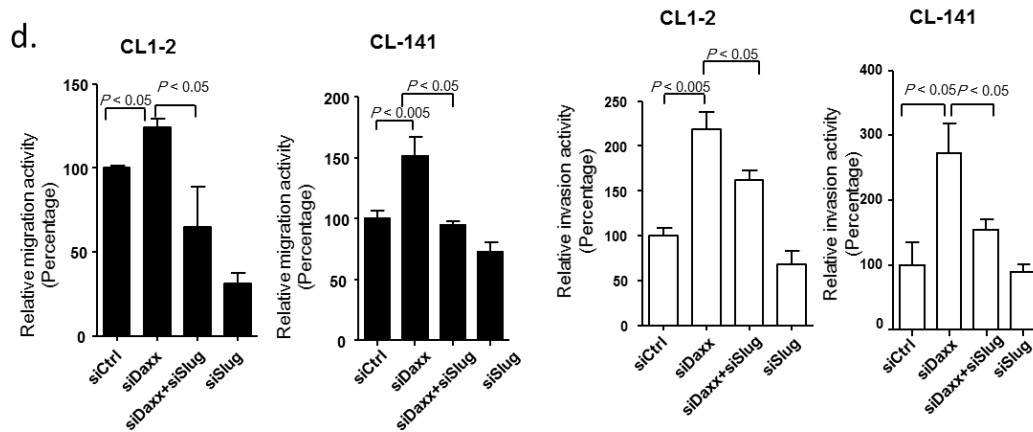 d.
CL1-2
P < 0.05
P < 0.05
Relative migration activity
(Percentage)
150
100
50
0
siCtrl
siDaxx
siDaxx+siSlug
siSlug
CL-141
P < 0.05
P < 0.005
Relative migration activity
(Percentage)
200
150
100
50
0
siCtrl
siDaxx
siDaxx+siSlug
siSlug
CL1-2
P < 0.05
P < 0.005
Relative invasion activity
(Percentage)
250
200
150
100
50
0
siCtrl
siDaxx
siDaxx+siSlug
siSlug
CL-141
P < 0.05
P < 0.05
Relative invasion activity
(Percentage)
400
300
200
100
0
siCtrl
siDaxx
siDaxx+siSlug
siSlug